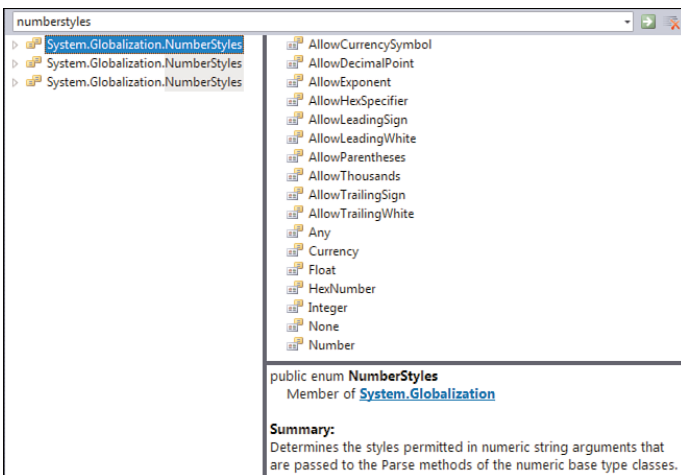 numberstyles
System.Globalization.NumberStyles
System.Globalization.NumberStyles
System.Globalization.NumberStyles
AllowCurrencySymbol
AllowDecimalPoint
AllowExponent
AllowHexSpecifier
AllowLeadingSign
AllowLeadingWhite
AllowParentheses
AllowThousands
AllowTrailingSign
AllowTrailingWhite
Any
Currency
Float
HexNumber
Integer
None
Number
public enum NumberStyles
Member of System.Globalization
Summary:
Determines the styles permitted in numeric string arguments that
are passed to the Parse methods of the numeric base type classes.